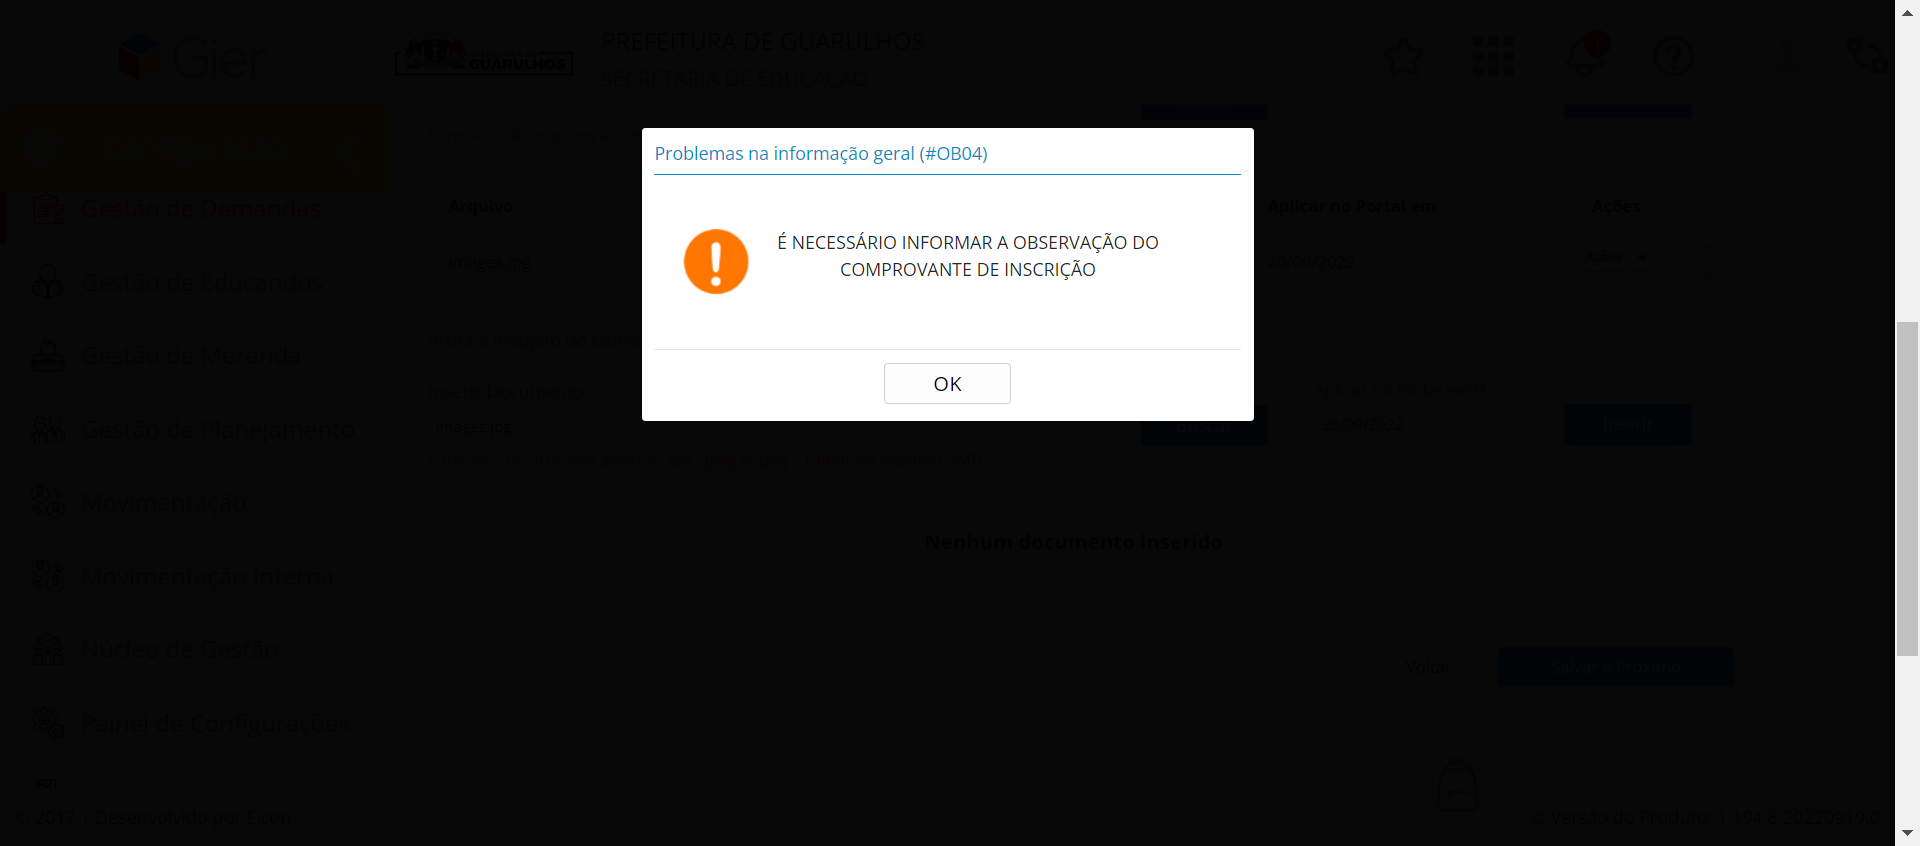 Gier
GUARULHOS
PREFEITURA DE GUARULHOS
SECRETARIA DE EDUCAÇÃO
Problemas na informação geral (#OB04)
É NECESSÁRIO INFORMAR A OBSERVAÇÃO DO
COMPROVANTE DE INSCRIÇÃO
OK
Gestão de Demandas
Gestão de Educandos
Gestão de Merenda
Gestão de Planejamento
Movimentação
Movimentação Interna
Núcleo de Gestão
Painel de Configurações
Arquivo
Aplicar no Portal em
Ações
images.jpg
20/09/2022
Ações
Inserir Documento
Aplicar no Portal em?*
images.jpg
Buscar
20/09/2022
Inserir
Nenhum documento inserido
Voltar
Salvar e Próximo
© 2017 | Desenvolvido por Eicon
© Versão do Produto: 1.194.6.20220919.0